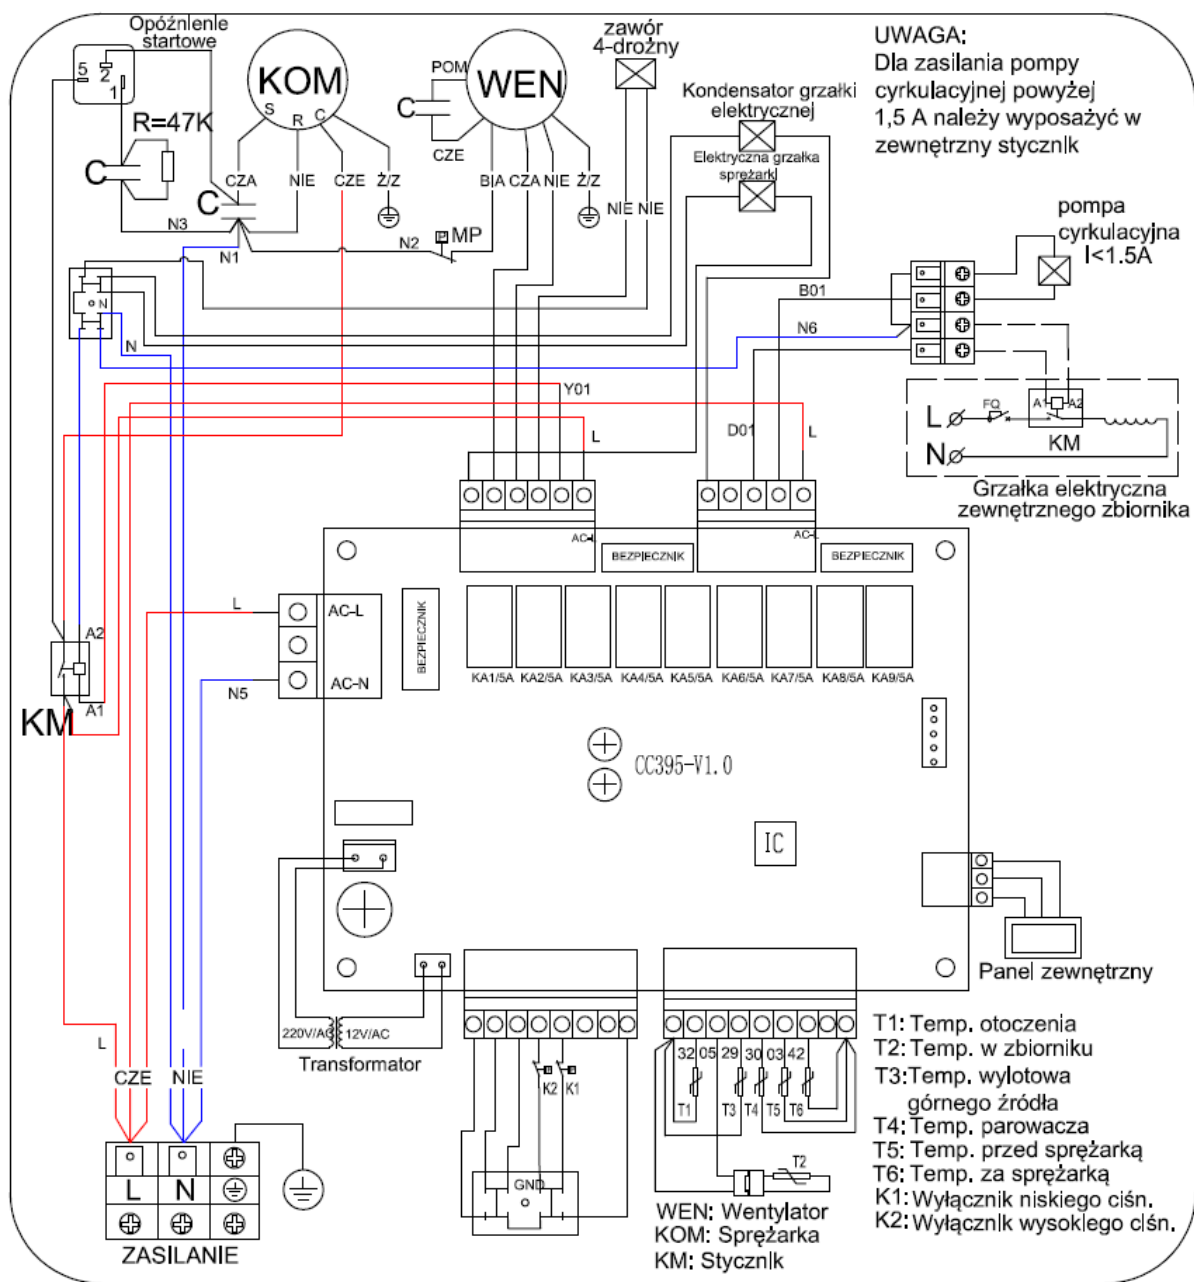 Opóźnienie
startowe
5
2
1
R=47K
C
C
KOM
S
R
C
CZA
NIE
CZE
Ż/Z
N3
N1
N2
MP
P
POM
C
CZE
WEN
BIA
CZA
NIE
Ż/Z
zawór
4-drożny
NIE
NIE
Kondensator grzałki
elektrycznej
Elektryczna grzałka
sprężarki
UWAGA:
Dla zasilania pompy
cyrkulacyjnej powyżej
1,5 A należy wyposażyć w
zewnętrzny stycznik
pompa
cyrkulacyjna
I<1.5A
B01
N6
N
N
Y01
L
D01
L
L
N
FQ
A1
A2
KM
Grzałka elektryczna
zewnętrznego zbiornika
AC-L
AC-L
BEZPIECZNIK
BEZPIECZNIK
BEZPIECZNIK
L
AC-L
AC-N
N5
A2
A1
KM
KA1/5A
KA2/5A
KA3/5A
KA4/5A
KA5/5A
KA6/5A
KA7/5A
KA8/5A
KA9/5A
CC395-V1.0
IC
Panel zewnętrzny
220V/AC
12V/AC
Transformator
L
CZE
NIE
L
N
ZASILANIE
K2
K1
GND
32
05
29
30
03
42
T1
T3
T4
T5
T6
T2
WEN: Wentylator
KOM: Sprężarka
KM: Stycznik
T1: Temp. otoczenia
T2: Temp. w zbiorniku
T3: Temp. wylotowa
górnego źródła
T4: Temp. parowacza
T5: Temp. przed sprężarką
T6: Temp. za sprężarką
K1: Wyłącznik niskiego ciśn.
K2: Wyłącznik wysokiego ciśn.